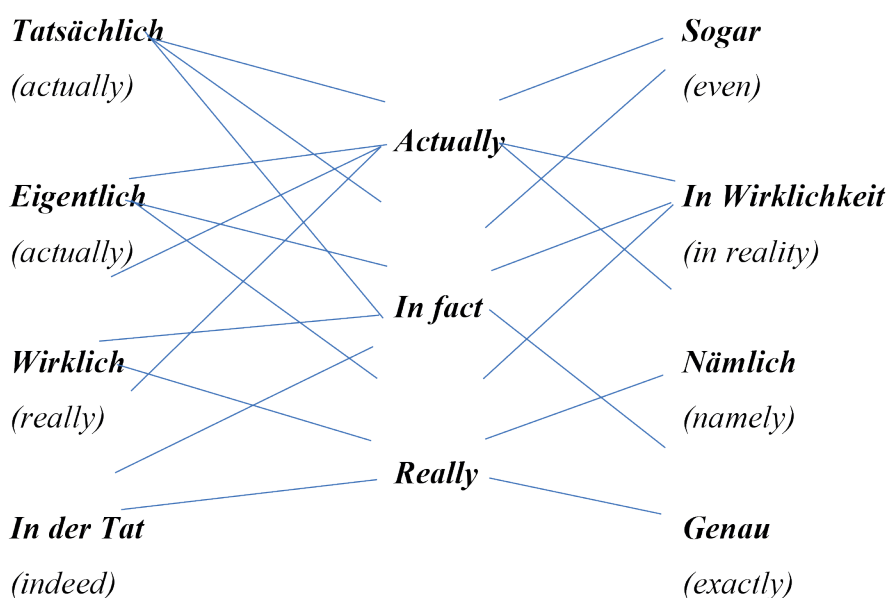 Tatsächlich
(actually)
Eigentlich
(actually)
Wirklich
(really)
In der Tat
(indeed)
Actually
In fact
Really
Sogar
(even)
In Wirklichkeit
(in reality)
Nämlich
(namely)
Genau
(exactly)